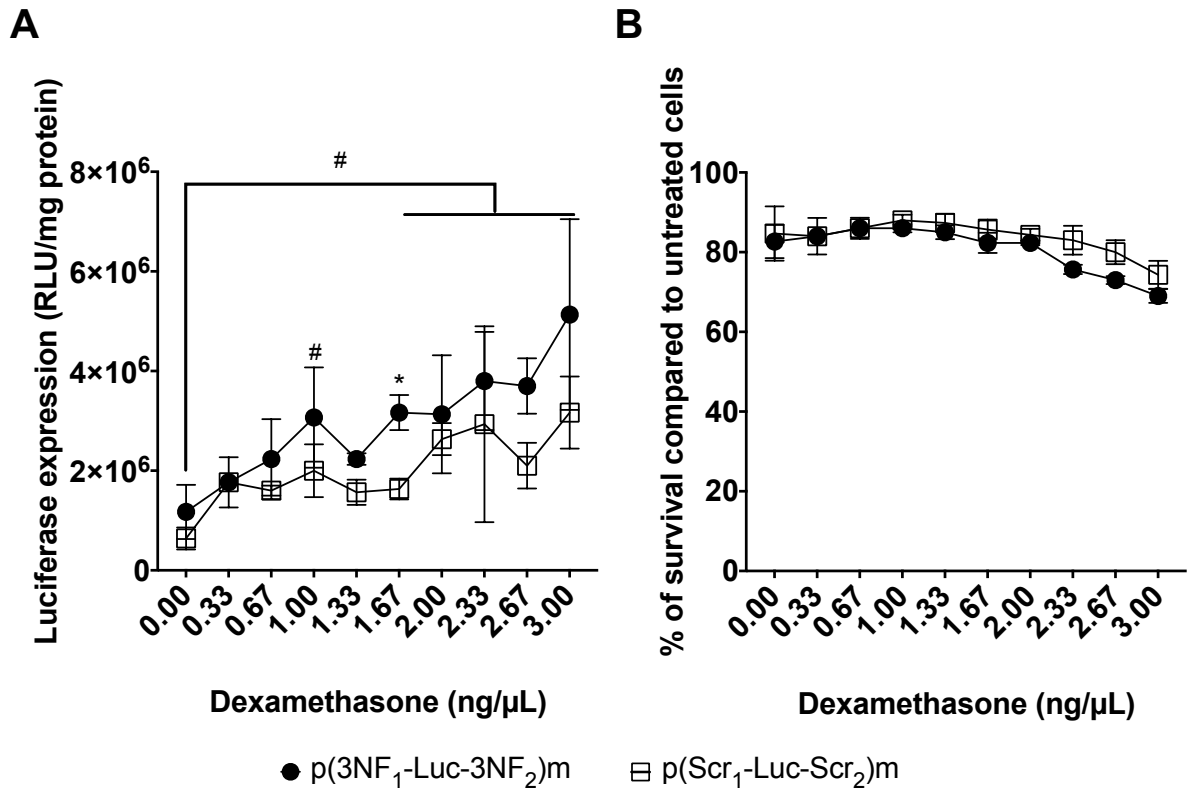 A
Luciferase expression (RLU/mg protein)
8×10⁶
6×10⁶
4×10⁶
2×10⁶
0
#
#
*
0.00 0.33 0.67 1.00 1.33 1.67 2.00 2.33 2.67 3.00
Dexamethasone (ng/µL)
B
% of survival compared to untreated cells
100
80
60
40
20
0
0.00 0.33 0.67 1.00 1.33 1.67 2.00 2.33 2.67 3.00
Dexamethasone (ng/µL)
p(3NF₁-Luc-3NF₂)m
p(Scr₁-Luc-Scr₂)m